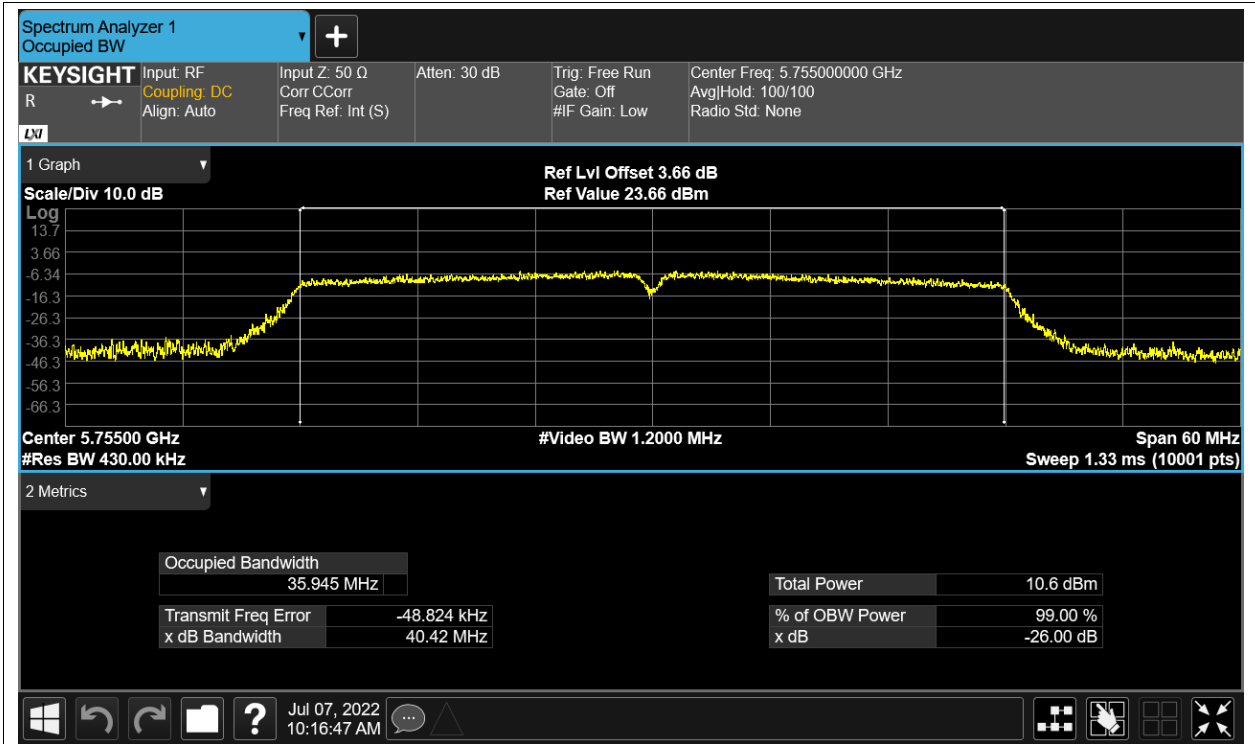 Spectrum Analyzer 1
Occupied BW
KEYSIGHT
R
LXI
Input: RF
Coupling: DC
Align: Auto
Input Z: 50 Ω
Corr CCorr
Freq Ref: Int (S)
Atten: 30 dB
Trig: Free Run
Gate: Off
#IF Gain: Low
Center Freq: 5.755000000 GHz
Avg|Hold: 100/100
Radio Std: None
1 Graph
Scale/Div 10.0 dB
Ref Lvl Offset 3.66 dB
Ref Value 23.66 dBm
Log
13.7
3.66
-6.34
-16.3
-26.3
-36.3
-46.3
-56.3
-66.3
Center 5.75500 GHz
#Video BW 1.2000 MHz
Span 60 MHz
#Res BW 430.00 kHz
Sweep 1.33 ms (10001 pts)
2 Metrics
Occupied Bandwidth
35.945 MHz
Total Power 10.6 dBm
Transmit Freq Error -48.824 kHz
% of OBW Power 99.00 %
x dB Bandwidth 40.42 MHz
x dB -26.00 dB
?
Jul 07, 2022
10:16:47 AM